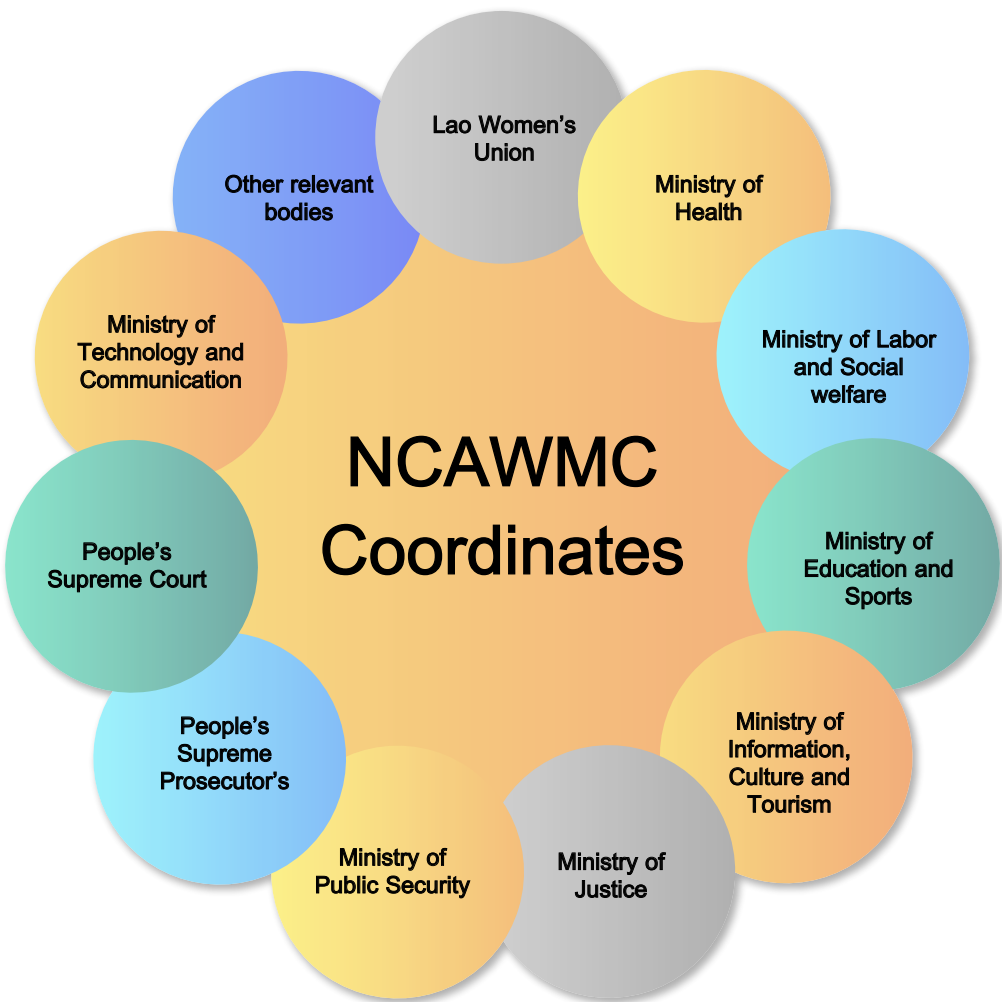 Lao Women's
Union
Ministry of
Health
Ministry of Labor
and Social
welfare
Ministry of
Education and
Sports
Ministry of
Information,
Culture and
Tourism
Ministry of
Justice
Ministry of
Public Security
People's
Supreme
Prosecutor's
People's
Supreme Court
Ministry of
Technology and
Communication
Other relevant
bodies
NCAWMC
Coordinates